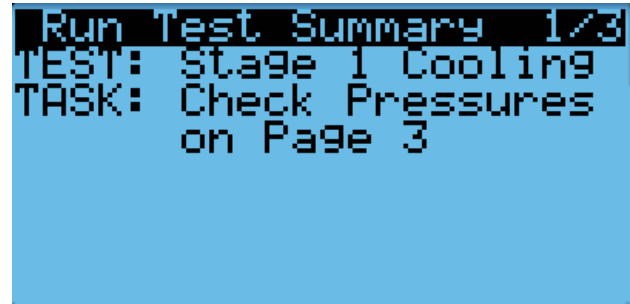 Run Test Summary 1/3
TEST: Stage 1 Cooling
TASK: Check Pressures
on Page 3